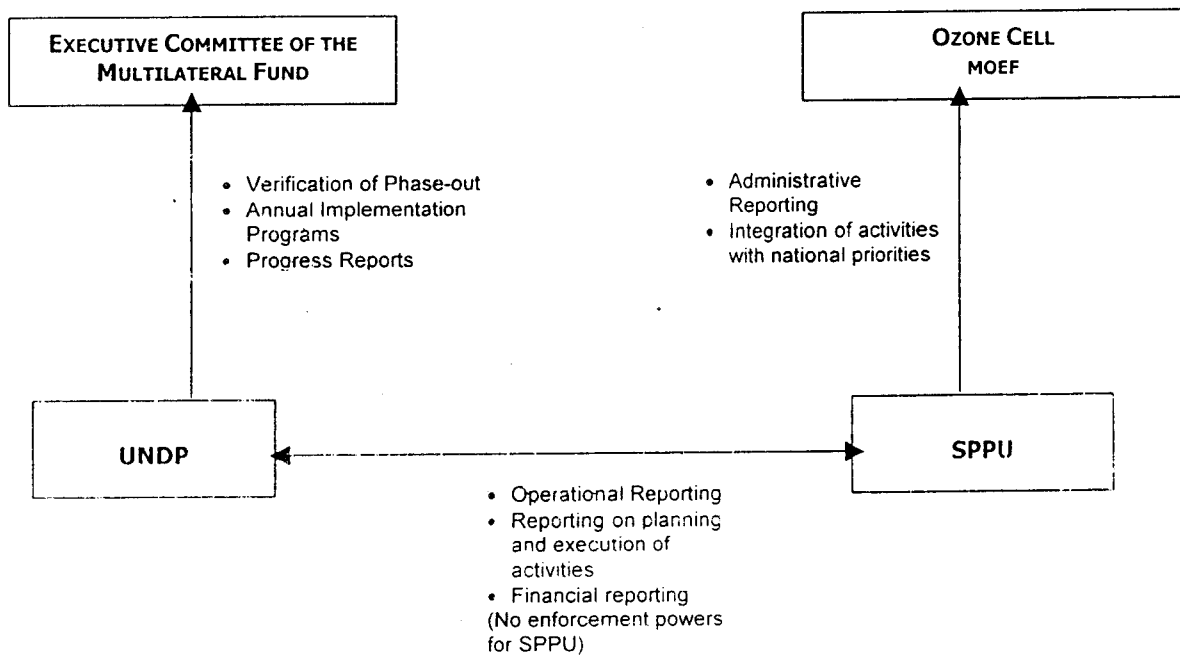 EXECUTIVE COMMITTEE OF THE
MULTILATERAL FUND
OZONE CELL
MOEF
• Verification of Phase-out
• Annual Implementation
Programs
• Progress Reports
• Administrative
Reporting
• Integration of activities
with national priorities
UNDP
SPPU
• Operational Reporting
• Reporting on planning
and execution of
activities
• Financial reporting
(No enforcement powers
for SPPU)